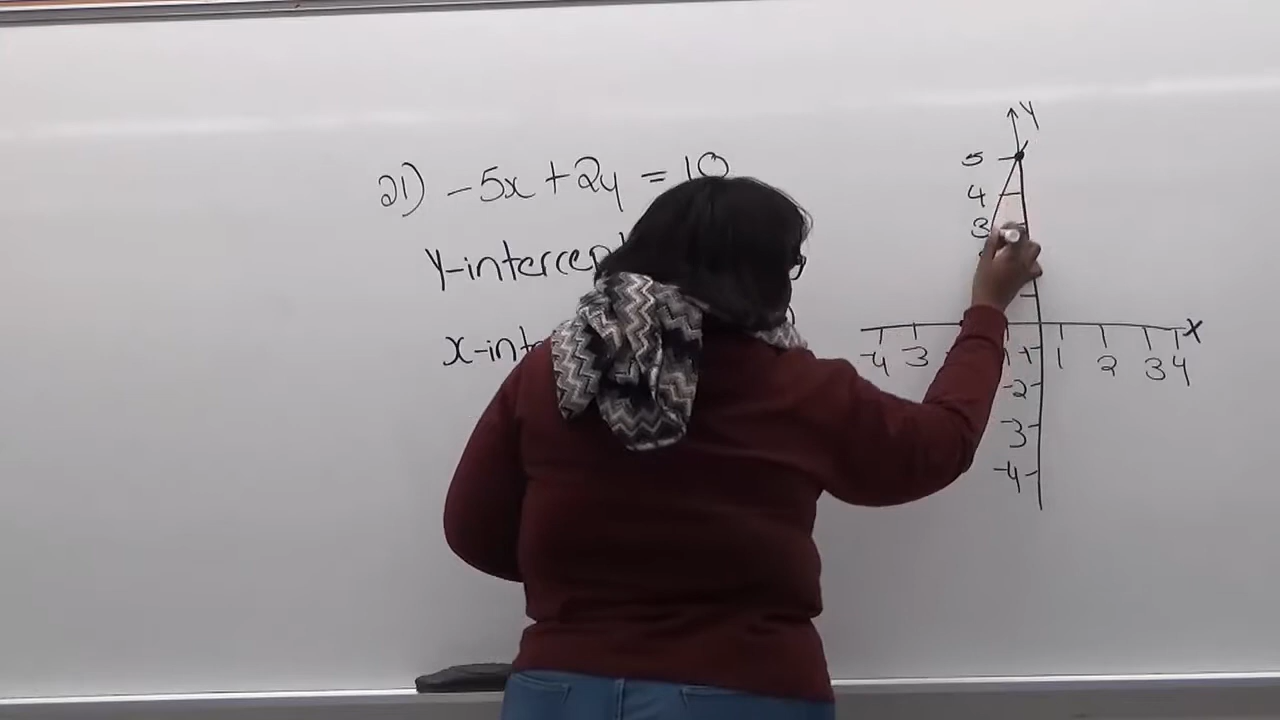 21) -5x + 2y = 10
y-intercep
x-int
Y
5
4
3
X
-4 3 1 2 3 4
-2
-3
-4